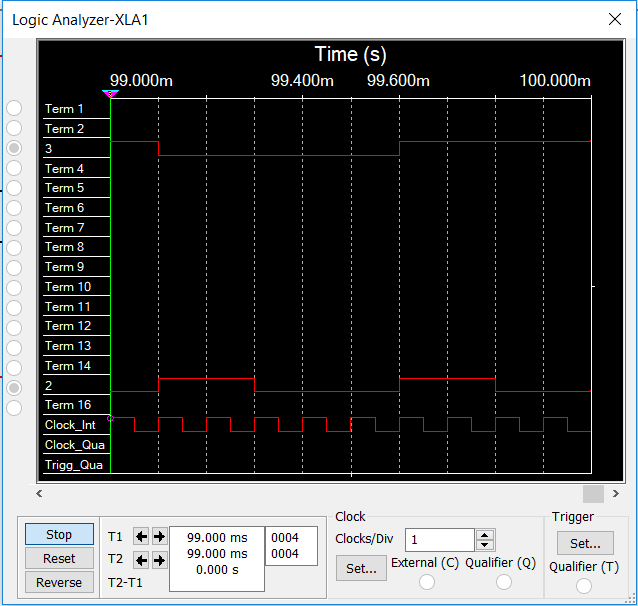 Logic Analyzer-XLA1
Time (s)
99.000m 99.400m 99.600m 100.000m
Term 1
Term 2
3
Term 4
Term 5
Term 6
Term 7
Term 8
Term 9
Term 10
Term 11
Term 12
Term 13
Term 14
2
Term 16
Clock_Int
Clock_Qua
Trigg_Qua
Stop
Reset
Reverse
T1
T2
T2-T1
99.000 ms 0004
99.000 ms 0004
0.000 s
Clock
Clocks/Div 1
Set...
External (C) Qualifier (Q)
Trigger
Set...
Qualifier (T)